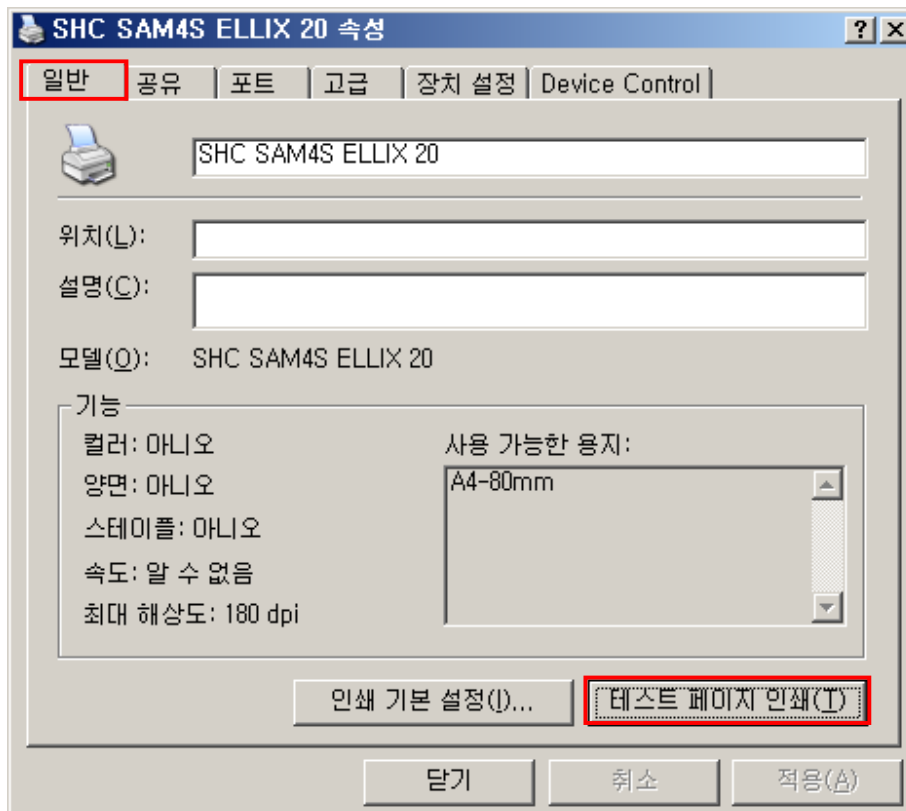 SHC SAM4S ELLIX 20 속성
일반 공유 포트 고급 장치 설정 Device Control
SHC SAM4S ELLIX 20
위치(L):
설명(C):
모델(O): SHC SAM4S ELLIX 20
기능
컬러: 아니오 사용 가능한 용지:
양면: 아니오 A4-80mm
스테이플: 아니오
속도: 알 수 없음
최대 해상도: 180 dpi
인쇄 기본 설정(I)... 테스트 페이지 인쇄(T)
닫기 취소 적용(A)